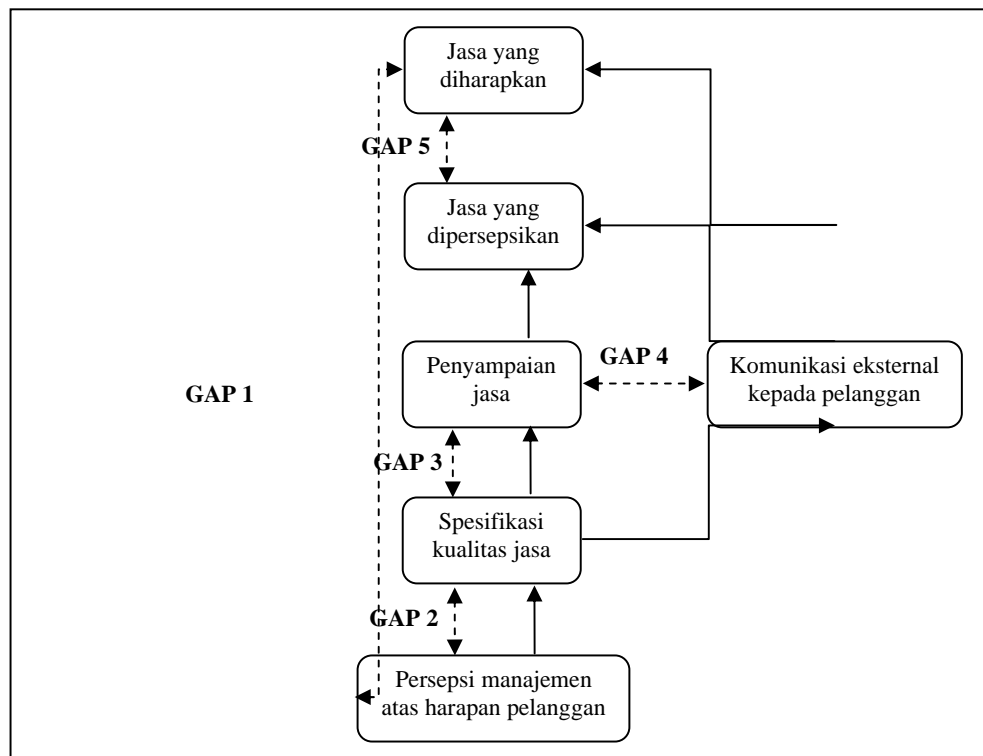 Jasa yang
diharapkan
GAP 5
Jasa yang
dipersepsikan
GAP 4
Penyampaian
jasa
Komunikasi eksternal
kepada pelanggan
GAP 1
GAP 3
Spesifikasi
kualitas jasa
GAP 2
Persepsi manajemen
atas harapan pelanggan